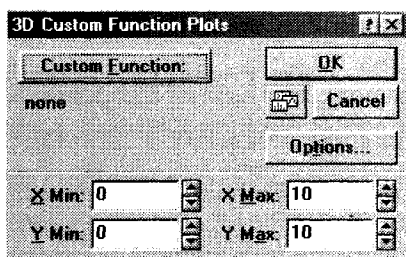 3D Custom Function Plots ? X
Custom Function:
OK
none
Cancel
Options...
X Min: 0
X Max: 10
Y Min: 0
Y Max: 10